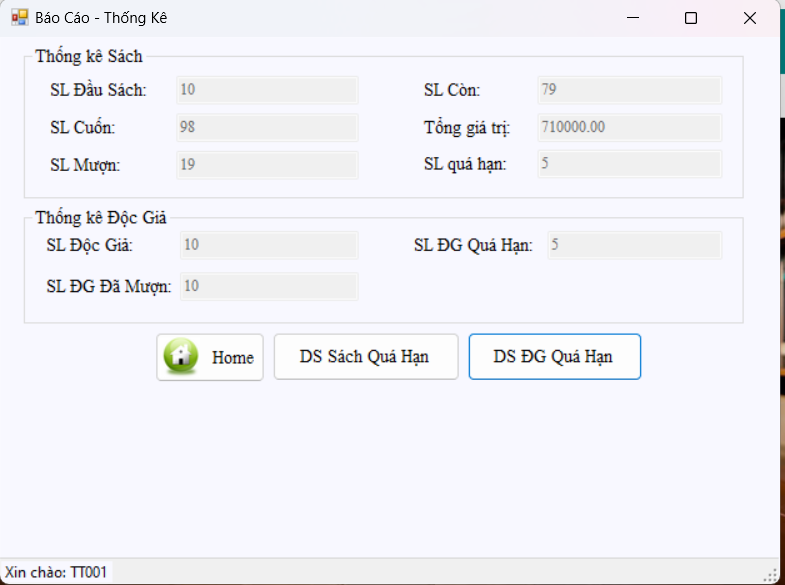 Báo Cáo - Thống Kê
Thống kê Sách
SL Đầu Sách: 10 SL Còn: 79
SL Cuốn: 98 Tổng giá trị: 710000.00
SL Mượn: 19 SL quá hạn: 5
Thống kê Độc Giả
SL Độc Giả: 10 SL ĐG Quá Hạn: 5
SL ĐG Đã Mượn: 10
Home DS Sách Quá Hạn DS ĐG Quá Hạn
Xin chào: TT001